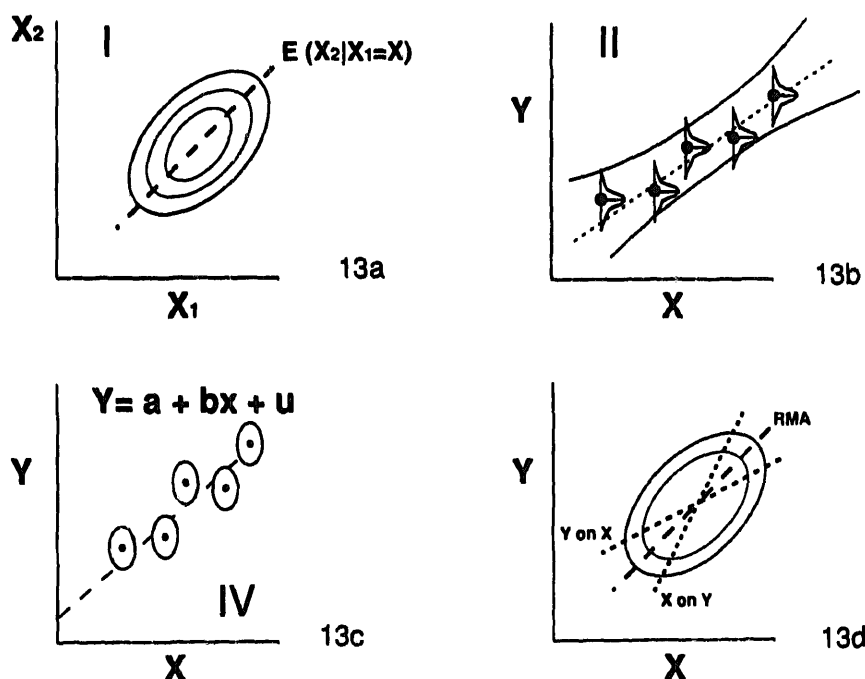 X2
I
E (X2|X1=X)
X1
13a
II
Y
X
13b
Y= a + bx + u
Y
IV
X
13c
RMA
Y
Y on X
X on Y
X
13d